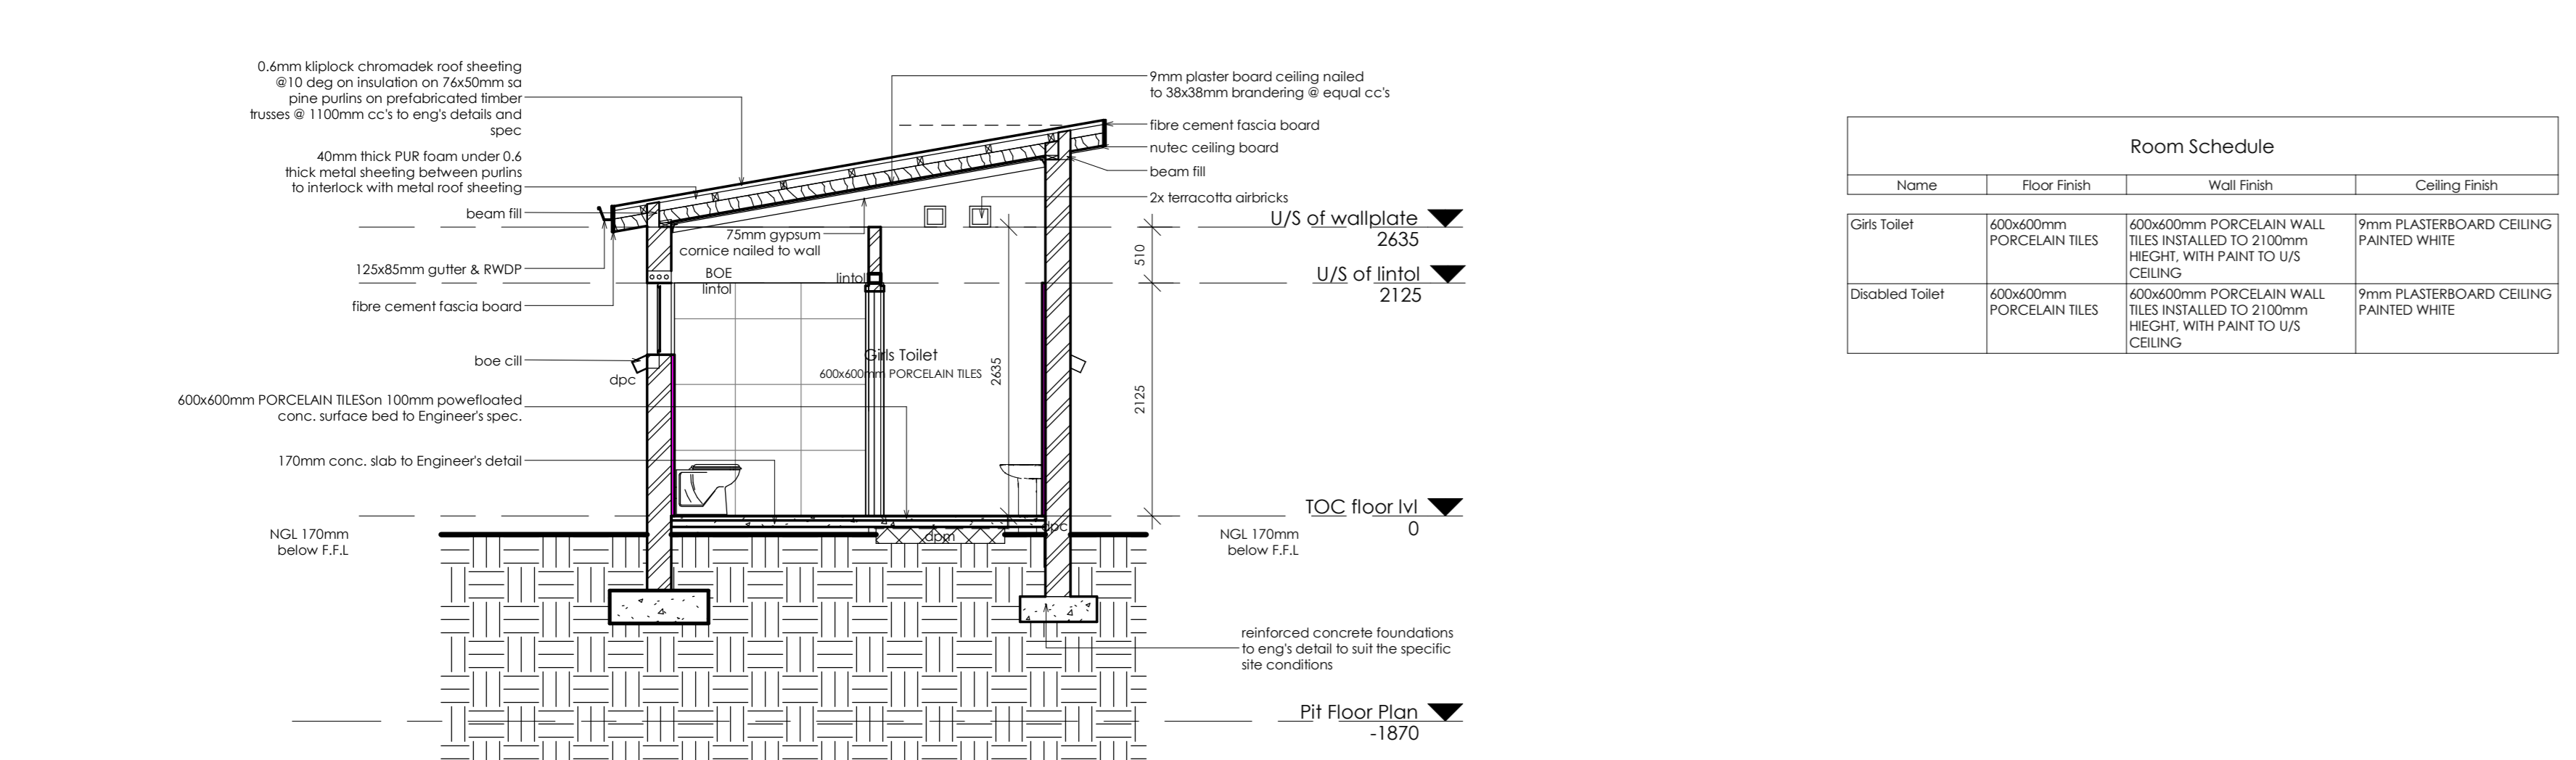 0.6mm kliplock chromadek roof sheeting
@10 deg on insulation on 76x50mm sa
pine purlins on prefabricated timber
trusses @ 1100mm cc's to eng's details and
spec
40mm thick PUR foam under 0.6
thick metal sheeting between purlins
to interlock with metal roof sheeting
beam fill
125x85mm gutter & RWDP
fibre cement fascia board
boe cill
dpc
600x600mm PORCELAIN TILESon 100mm powefloated
conc. surface bed to Engineer's spec.
170mm conc. slab to Engineer's detail
NGL 170mm
below F.F.L
75mm gypsum
cornice nailed to wall
BOE
lintol
lintol
Girls Toilet
600x600mm PORCELAIN TILES
2635
dpc
dpm
9mm plaster board ceiling nailed
to 38x38mm brandering @ equal cc's
fibre cement fascia board
nutec ceiling board
beam fill
2x terracotta airbricks
U/S of wallplate
2635
510
U/S of lintol
2125
2125
TOC floor lvl
0
NGL 170mm
below F.F.L
reinforced concrete foundations
to eng's detail to suit the specific
site conditions
Pit Floor Plan
-1870
Room Schedule
Name Floor Finish Wall Finish Ceiling Finish
Girls Toilet 600x600mm 600x600mm PORCELAIN WALL 9mm PLASTERBOARD CEILING
PORCELAIN TILES TILES INSTALLED TO 2100mm PAINTED WHITE
HIEGHT, WITH PAINT TO U/S
CEILING
Disabled Toilet 600x600mm 600x600mm PORCELAIN WALL 9mm PLASTERBOARD CEILING
PORCELAIN TILES TILES INSTALLED TO 2100mm PAINTED WHITE
HIEGHT, WITH PAINT TO U/S
CEILING